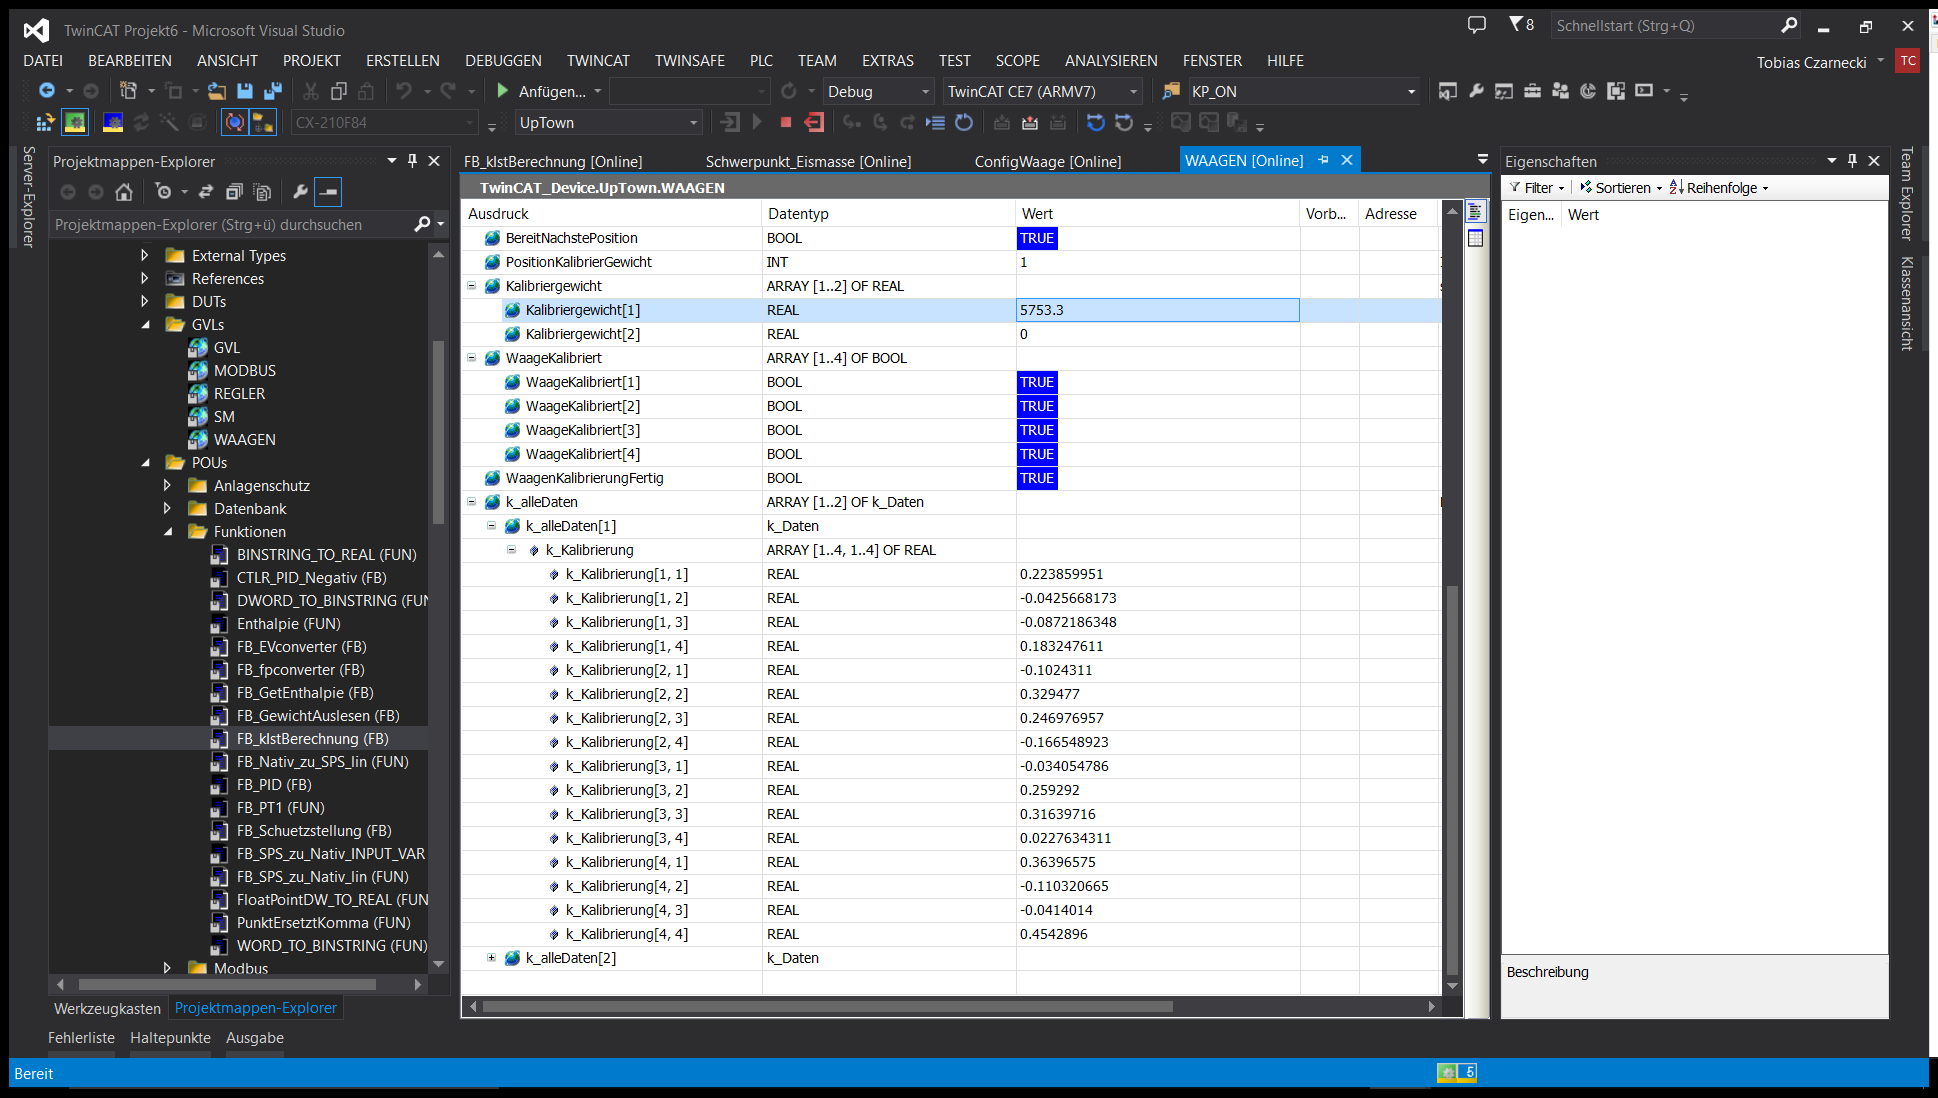 TwinCAT Projekt6 - Microsoft Visual Studio
8
Schnellstart (Strg+Q)
DATEI BEARBEITEN ANSICHT PROJEKT ERSTELLEN DEBUGGEN TWINCAT TWINSAFE PLC TEAM EXTRAS TEST SCOPE ANALYSIEREN FENSTER HILFE
Tobias Czarnecki TC
Anfügen... Debug TwinCAT CE7 (ARMV7) KP_ON
CX-210F84 UpTown
Server-Explorer
Projektmappen-Explorer
Projektmappen-Explorer (Strg+ü) durchsuchen
External Types
References
DUTs
GVLs
GVL
MODBUS
REGLER
SM
WAAGEN
POUs
Anlagenschutz
Datenbank
Funktionen
BINSTRING_TO_REAL (FUN)
CTLR_PID_Negativ (FB)
DWORD_TO_BINSTRING (FUN
Enthalpie (FUN)
FB_EVconverter (FB)
FB_fpconverter (FB)
FB_GetEnthalpie (FB)
FB_GewichtAuslesen (FB)
FB_kIstBerechnung (FB)
FB_Nativ_zu_SPS_lin (FUN)
FB_PID (FB)
FB_PT1 (FUN)
FB_Schuetzstellung (FB)
FB_SPS_zu_Nativ_INPUT_VAR
FB_SPS_zu_Nativ_lin (FUN)
FloatPointDW_TO_REAL (FUN
PunktErsetztKomma (FUN)
WORD_TO_BINSTRING (FUN)
Modbus
Werkzeugkasten Projektmappen-Explorer
FB_kIstBerechnung [Online] Schwerpunkt_Eismasse [Online] ConfigWaage [Online] WAAGEN [Online]
TwinCAT_Device.UpTown.WAAGEN
Ausdruck Datentyp Wert Vorb... Adresse
BereitNachstePosition BOOL TRUE
PositionKalibrierGewicht INT 1
Kalibriergewicht ARRAY [1..2] OF REAL
Kalibriergewicht[1] REAL 5753.3
Kalibriergewicht[2] REAL 0
WaageKalibriert ARRAY [1..4] OF BOOL
WaageKalibriert[1] BOOL TRUE
WaageKalibriert[2] BOOL TRUE
WaageKalibriert[3] BOOL TRUE
WaageKalibriert[4] BOOL TRUE
WaagenKalibrierungFertig BOOL TRUE
k_alleDaten ARRAY [1..2] OF k_Daten
k_alleDaten[1] k_Daten
k_Kalibrierung ARRAY [1..4, 1..4] OF REAL
k_Kalibrierung[1, 1] REAL 0.223859951
k_Kalibrierung[1, 2] REAL -0.0425668173
k_Kalibrierung[1, 3] REAL -0.0872186348
k_Kalibrierung[1, 4] REAL 0.183247611
k_Kalibrierung[2, 1] REAL -0.1024311
k_Kalibrierung[2, 2] REAL 0.329477
k_Kalibrierung[2, 3] REAL 0.246976957
k_Kalibrierung[2, 4] REAL -0.166548923
k_Kalibrierung[3, 1] REAL -0.034054786
k_Kalibrierung[3, 2] REAL 0.259292
k_Kalibrierung[3, 3] REAL 0.31639716
k_Kalibrierung[3, 4] REAL 0.0227634311
k_Kalibrierung[4, 1] REAL 0.36396575
k_Kalibrierung[4, 2] REAL -0.110320665
k_Kalibrierung[4, 3] REAL -0.0414014
k_Kalibrierung[4, 4] REAL 0.4542896
k_alleDaten[2] k_Daten
Eigenschaften
Filter Sortieren Reihenfolge
Eigen... Wert
Beschreibung
Team Explorer
Klassenansicht
Fehlerliste Haltepunkte Ausgabe
Bereit
5